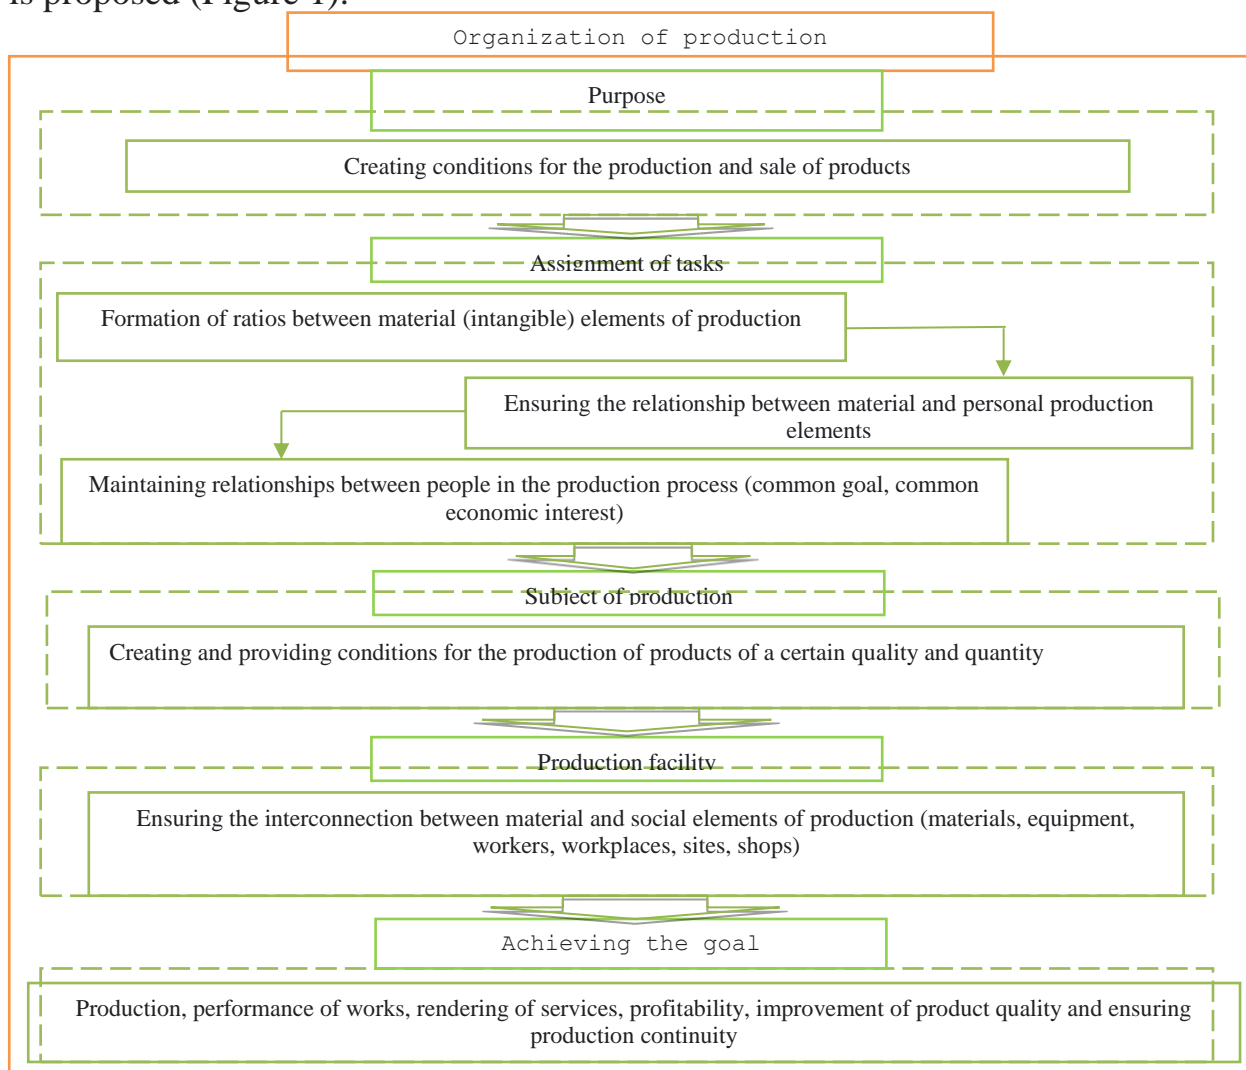 is proposed (Figure 1).
Organization of production
Purpose
Creating conditions for the production and sale of products
Assignment of tasks
Formation of ratios between material (intangible) elements of production
Ensuring the relationship between material and personal production
elements
Maintaining relationships between people in the production process (common goal, common
economic interest)
Subject of production
Creating and providing conditions for the production of products of a certain quality and quantity
Production facility
Ensuring the interconnection between material and social elements of production (materials, equipment,
workers, workplaces, sites, shops)
Achieving the goal
Production, performance of works, rendering of services, profitability, improvement of product quality and ensuring
production continuity